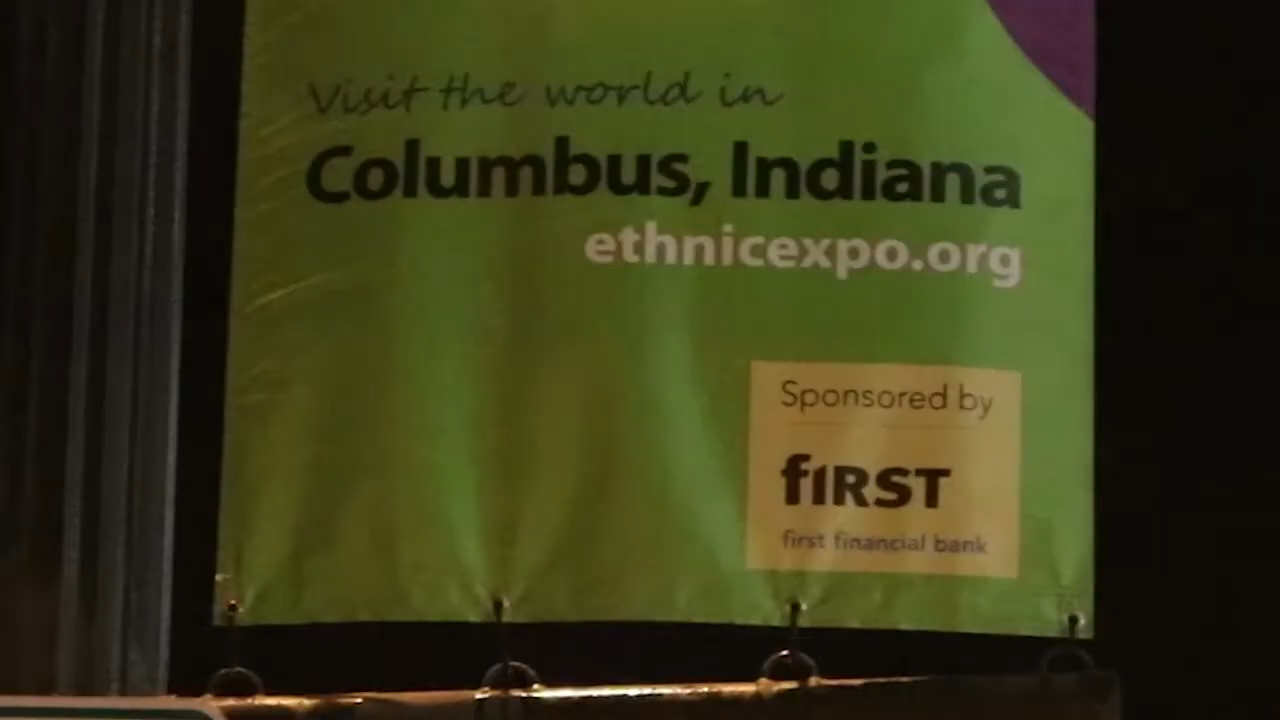 Visit the world in
Columbus, Indiana
ethnicexpo.org
Sponsored by
fiRST
first financial bank